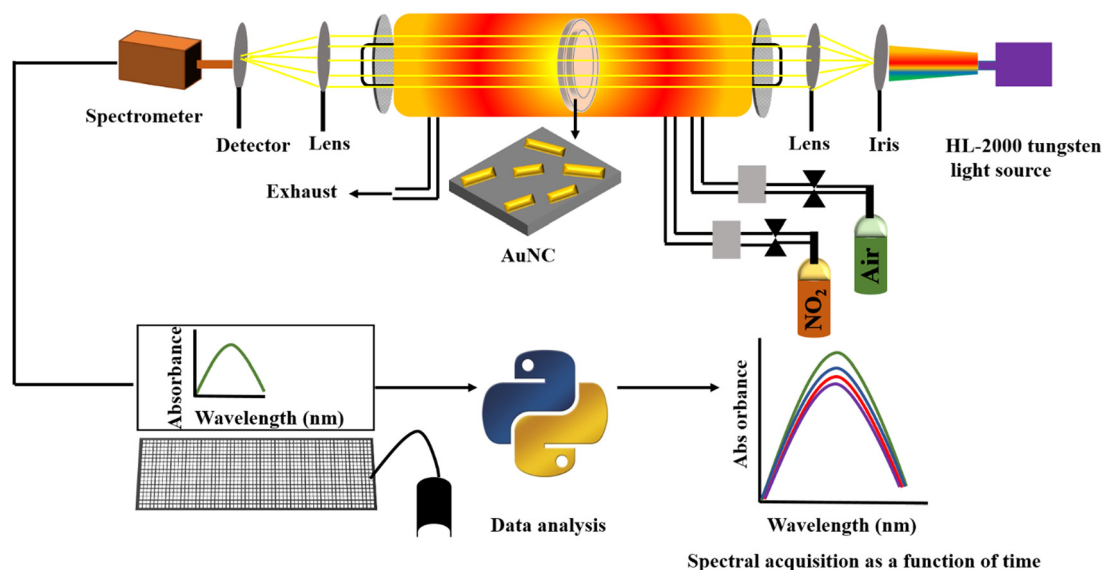 Spectrometer
Detector
Lens
Exhaust
AuNC
Lens
Iris
HL-2000 tungsten
light source
Air
NO₂
Absorbance
Wavelength (nm)
Data analysis
Abs orbance
Wavelength (nm)
Spectral acquisition as a function of time